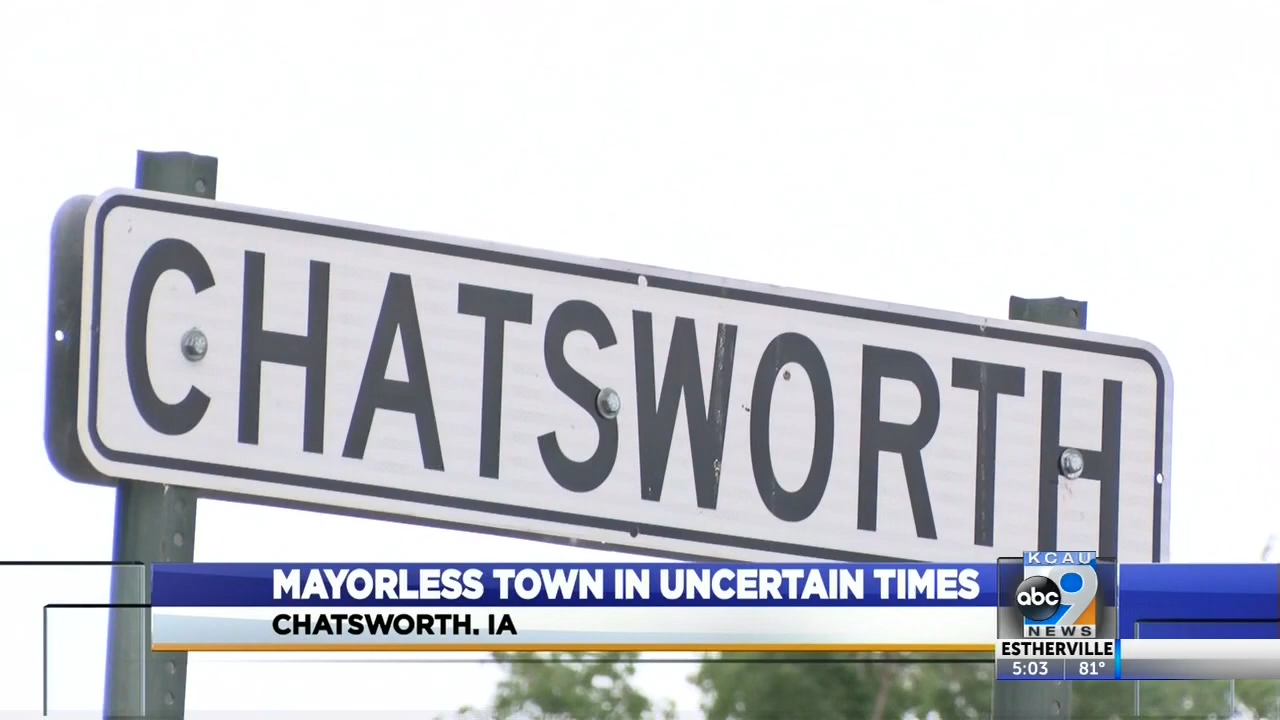 CHATSWORTH
MAYORLESS TOWN IN UNCERTAIN TIMES
CHATSWORTH. IA
KCAU
abc 9
NEWS
ESTHERVILLE
5:03 81°